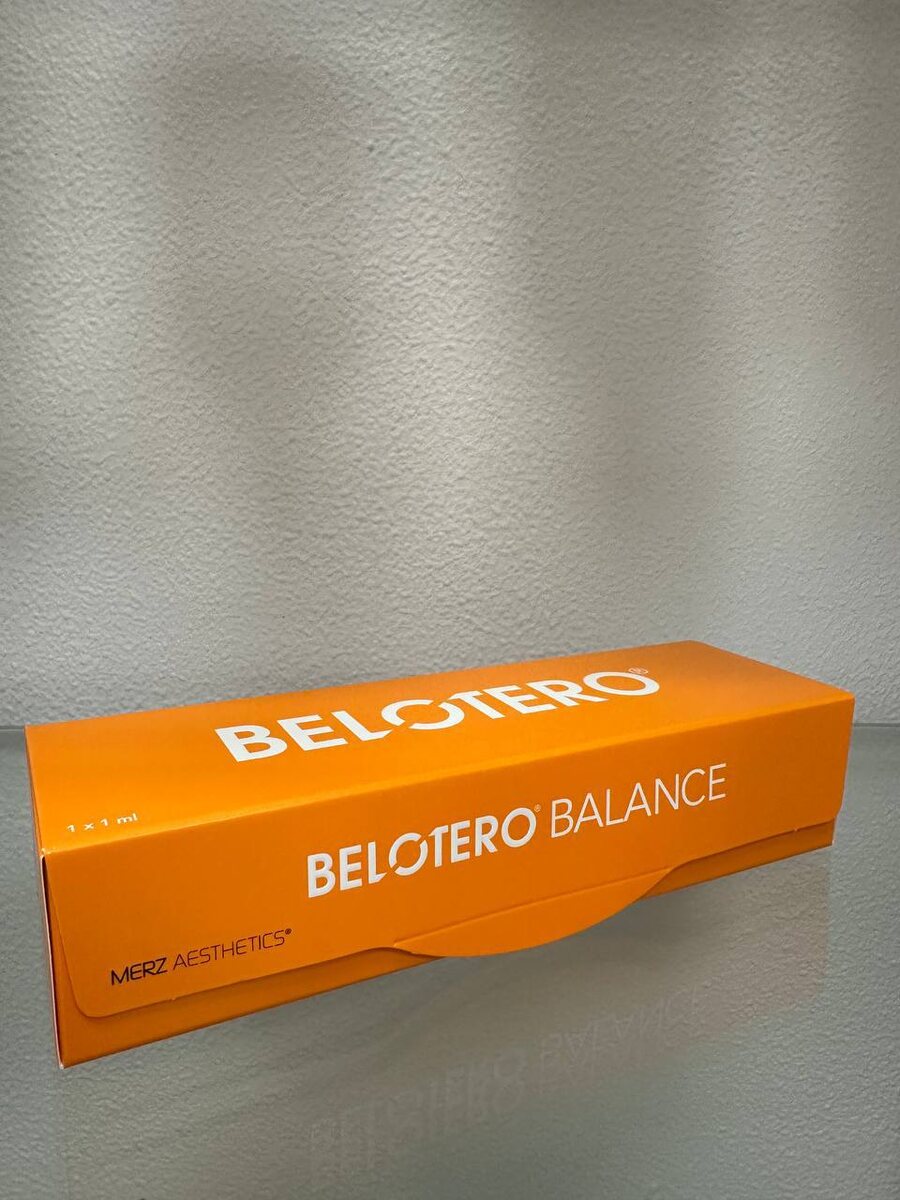 BELOTERO®
1 x 1 ml
BELOTERO® BALANCE
MERZ AESTHETICS®